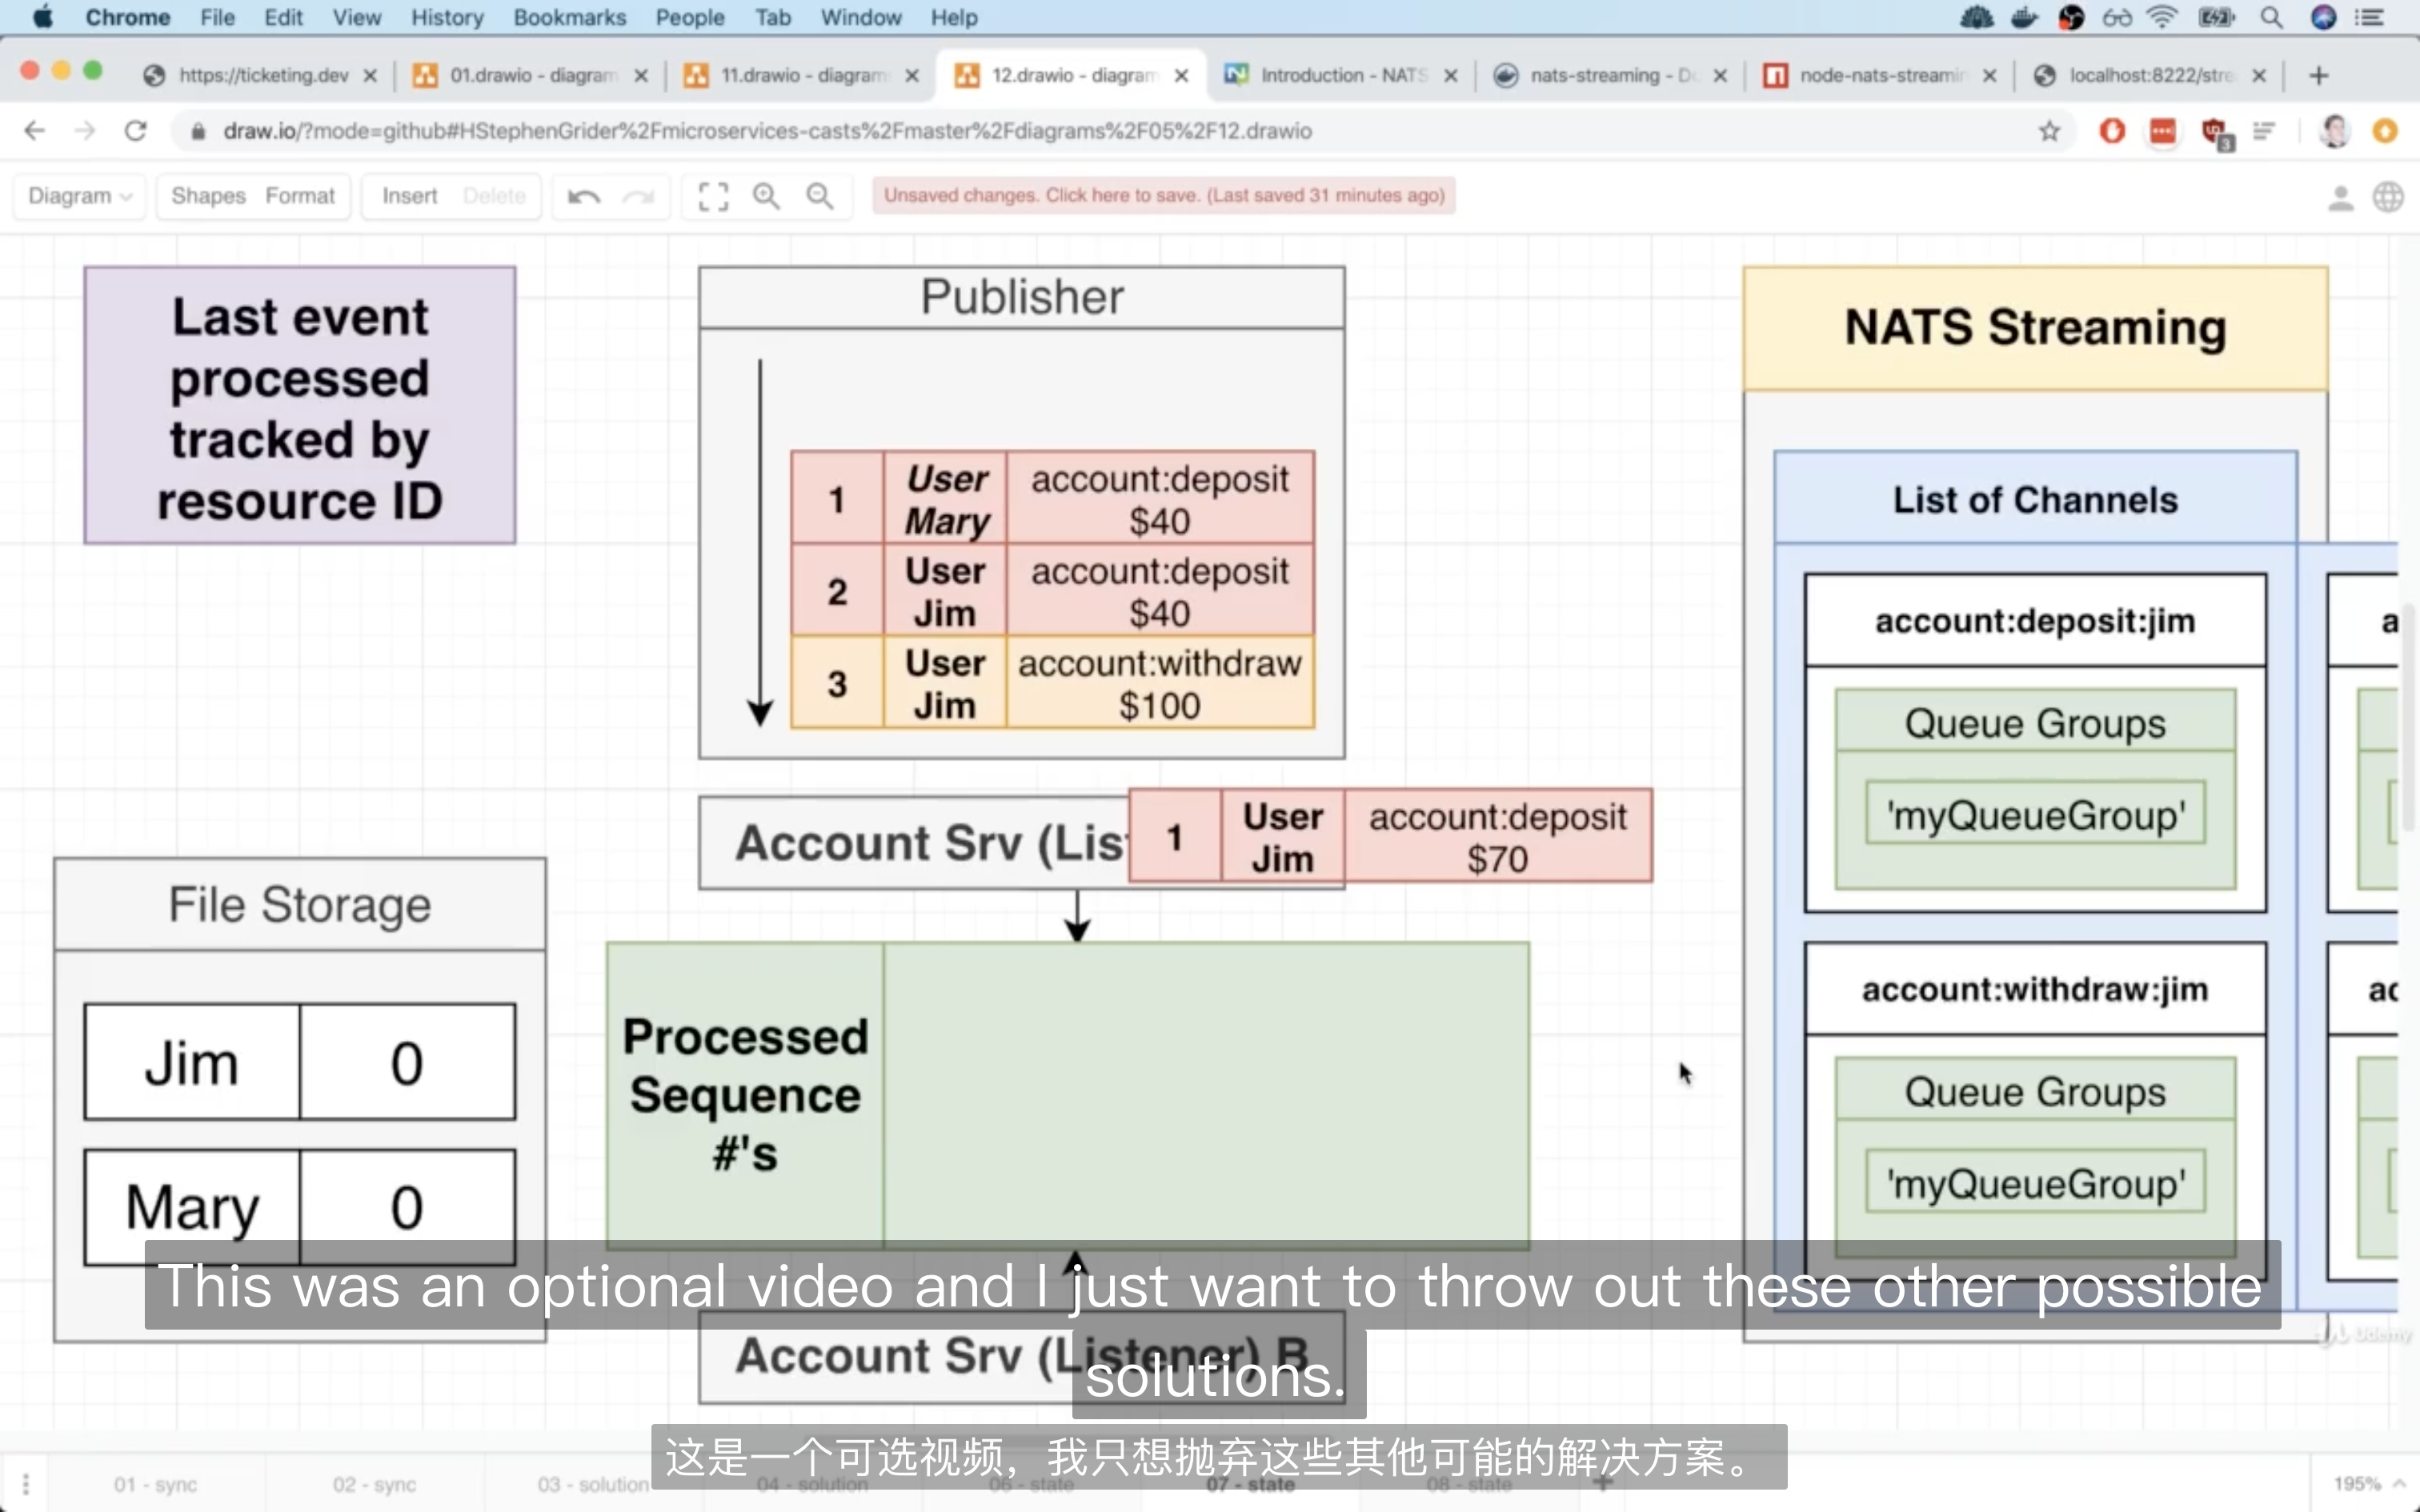 Chrome File Edit View History Bookmarks People Tab Window Help
https://ticketing.dev
01.drawio - diagram
11.drawio - diagram
12.drawio - diagram
Introduction - NATS
nats-streaming - Do
node-nats-streamin
localhost:8222/stre
draw.io/?mode=github#HStephenGrider%2Fmicroservices-casts%2Fmaster%2Fdiagrams%2F05%2F12.drawio
3
Diagram Shapes Format Insert Delete
Unsaved changes. Click here to save. (Last saved 31 minutes ago)
Last event
processed
tracked by
resource ID
Publisher
1 User Mary account:deposit $40
2 User Jim account:deposit $40
3 User Jim account:withdraw $100
Account Srv (List
1 User Jim account:deposit $70
File Storage
Jim 0
Mary 0
Processed
Sequence
#'s
Account Srv (Listener) B
NATS Streaming
List of Channels
account:deposit:jim
Queue Groups
'myQueueGroup'
account:withdraw:jim
Queue Groups
'myQueueGroup'
a
ac
This was an optional video and I just want to throw out these other possible
solutions.
这是一个可选视频，我只想抛弃这些其他可能的解决方案。
Udemy
01 - sync
02 - sync
03 - solution
04 - solution
06 - state
07 - state
08 - state
195%